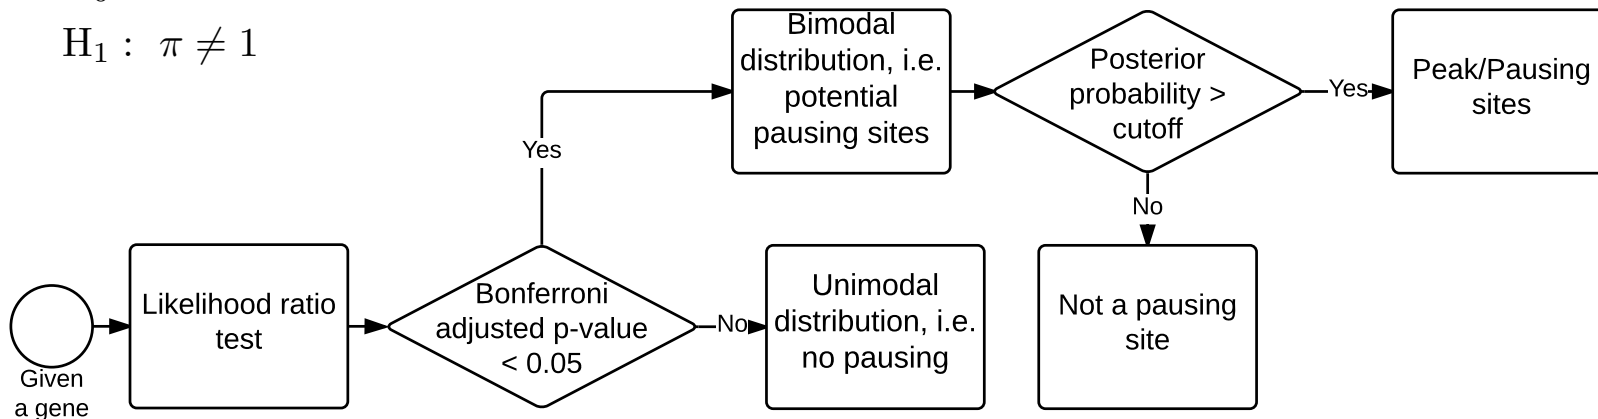 H₁ : π ≠ 1
Bimodal
distribution, i.e.
potential
pausing sites
Posterior
probability >
cutoff
Yes
Peak/Pausing
sites
Yes
No
Given
a gene
Likelihood ratio
test
Bonferroni
adjusted p-value
< 0.05
No
Unimodal
distribution, i.e.
no pausing
Not a pausing
site